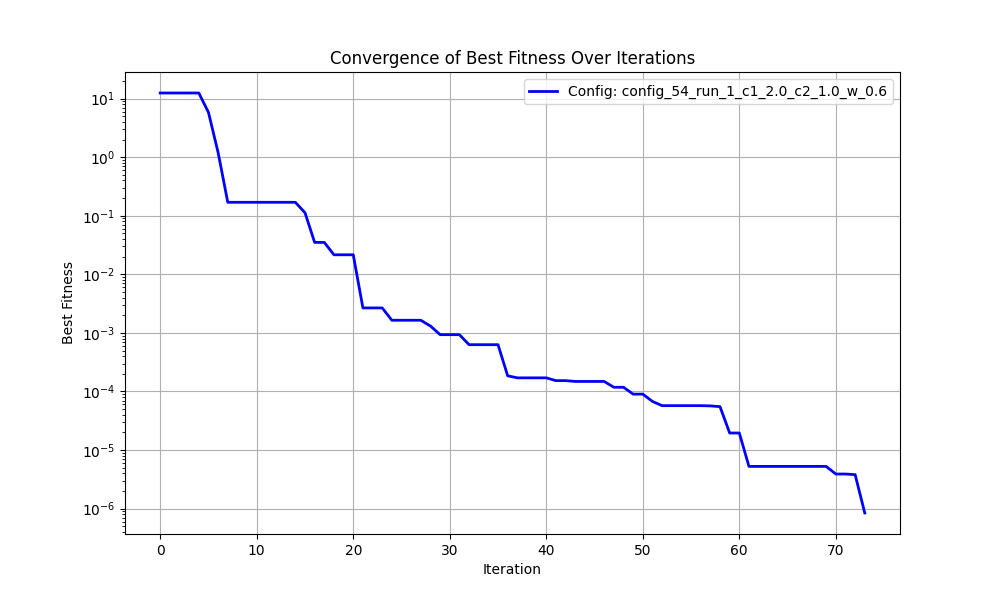 Convergence of Best Fitness Over Iterations
Config: config_54_run_1_c1_2.0_c2_1.0_w_0.6
Best Fitness
10¹
10⁰
10⁻¹
10⁻²
10⁻³
10⁻⁴
10⁻⁵
10⁻⁶
0 10 20 30 40 50 60 70
Iteration